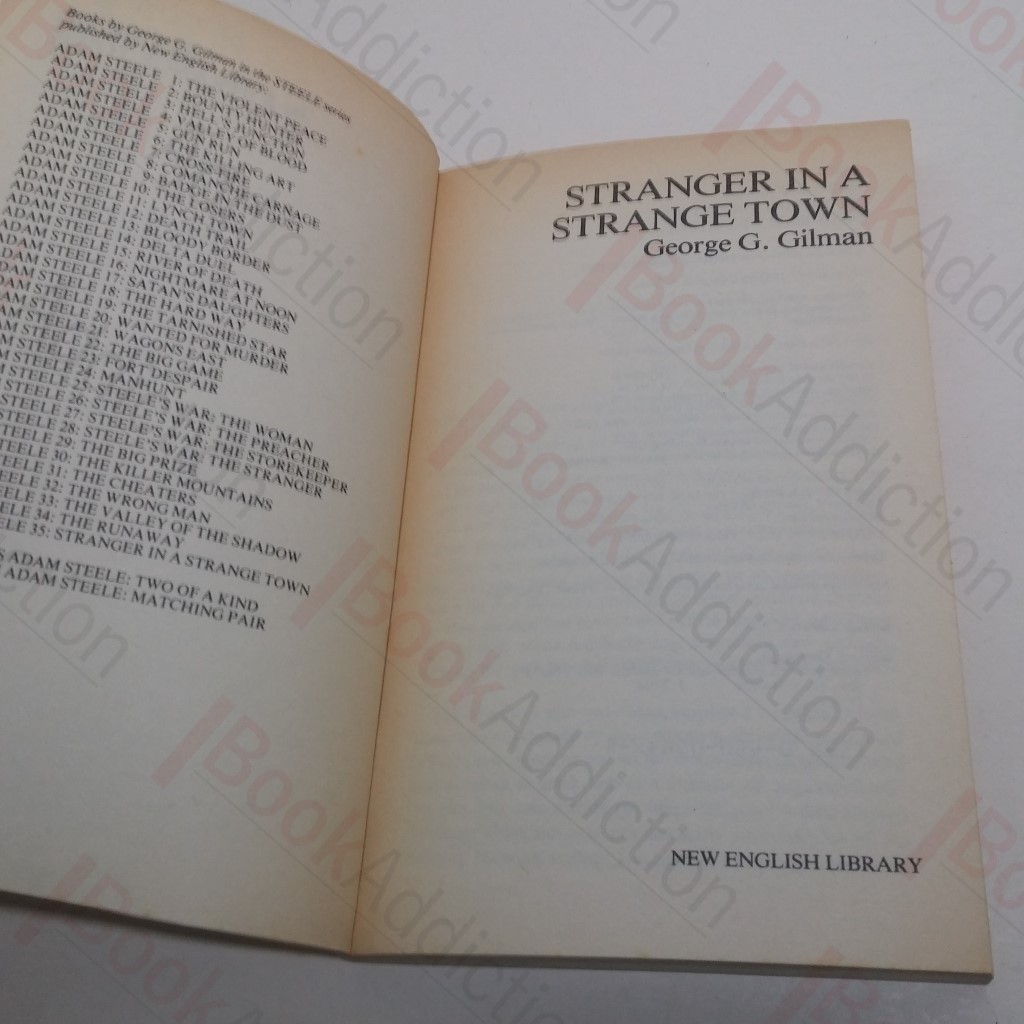 Books by George G. Gilman in the STEELE series
published by New English Library:
ADAM STEELE 1: THE VIOLENT PEACE
ADAM STEELE 2: BOUNTY HUNTER
ADAM STEELE 3: HELL'S JUNCTION
ADAM STEELE 4: VALLEY OF BLOOD
ADAM STEELE 5: GUN RUN
ADAM STEELE 6: THE KILLING ART
ADAM STEELE 7: CROSS-FIRE
ADAM STEELE 8: COMANCHE CARNAGE
ADAM STEELE 9: BADGE IN THE DUST
ADAM STEELE 10: THE LOSERS
ADAM STEELE 11: LYNCH TOWN
ADAM STEELE 12: DEATH TRAIL
ADAM STEELE 13: BLOODY BORDER
ADAM STEELE 14: DELTA DUEL
ADAM STEELE 15: RIVER OF DEATH
ADAM STEELE 16: NIGHTMARE AT NOON
ADAM STEELE 17: SATAN'S DAUGHTERS
STEELE 18: THE HARD WAY
STEELE 19: THE TARNISHED STAR
STEELE 20: WANTED FOR MURDER
STEELE 21: WAGONS EAST
STEELE 22: THE BIG GAME
STEELE 23: FORT DESPAIR
STEELE 24: MANHUNT
STEELE 25: STEELE'S WAR: THE WOMAN
STEELE 26: STEELE'S WAR: THE PREACHER
STEELE 27: STEELE'S WAR: THE STOREKEEPER
STEELE 28: STEELE'S WAR: THE STRANGER
STEELE 29: THE BIG PRIZE
STEELE 30: THE KILLER MOUNTAINS
STEELE 31: THE CHEATERS
STEELE 32: THE WRONG MAN
EELE 33: THE VALLEY OF THE SHADOW
EELE 34: THE RUNAWAY
ELE 35: STRANGER IN A STRANGE TOWN
S ADAM STEELE: TWO OF A KIND
ADAM STEELE: MATCHING PAIR
STRANGER IN A
STRANGE TOWN
George G. Gilman
NEW ENGLISH LIBRARY
BookAddiction